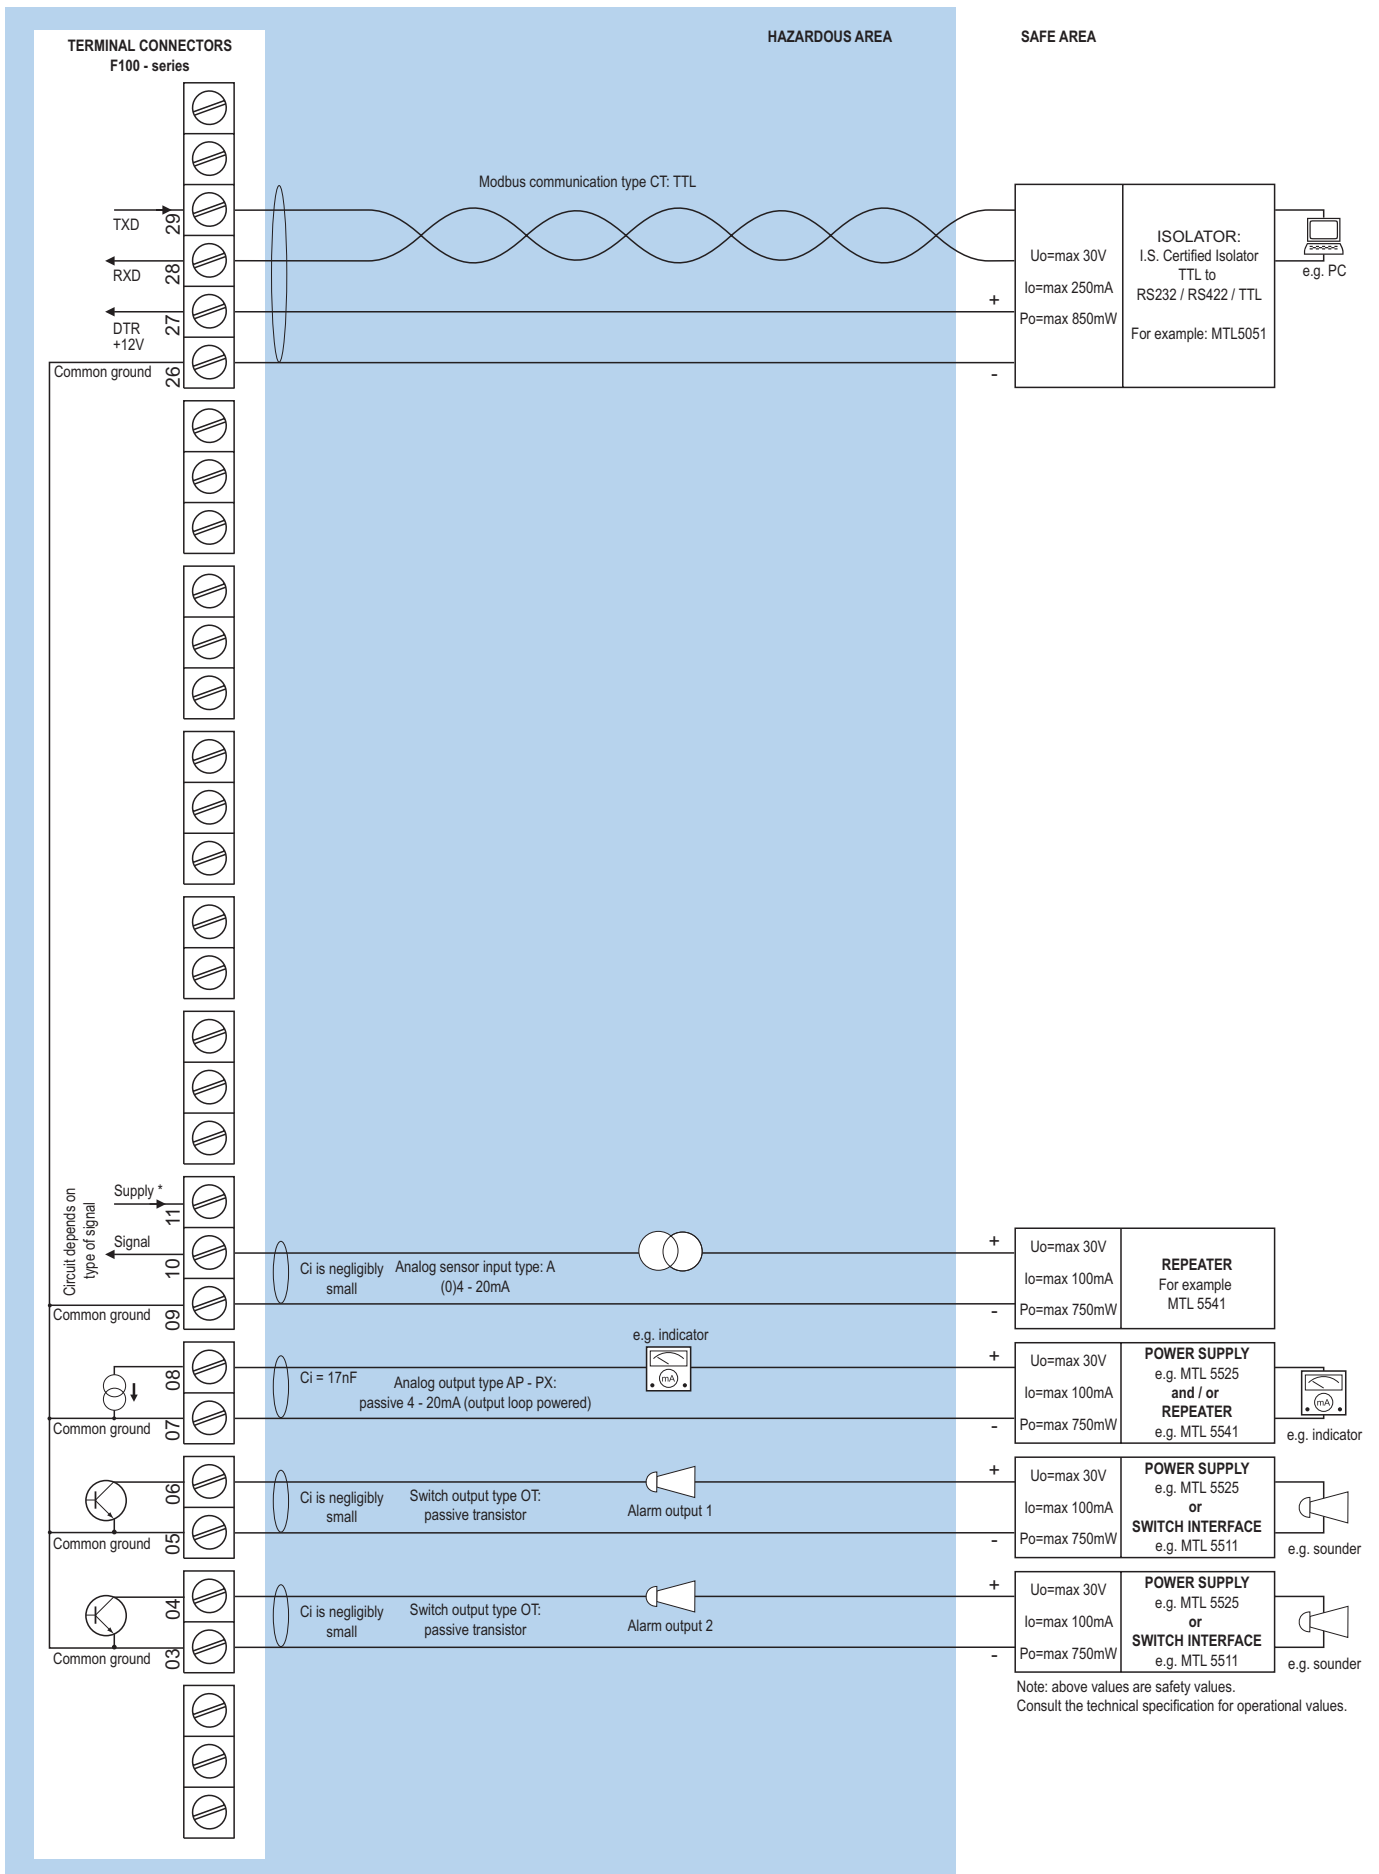 TERMINAL CONNECTORS
F100 - series
HAZARDOUS AREA
SAFE AREA
Modbus communication type CT: TTL
TXD
29
RXD
28
DTR
+12V
27
Common ground
26
+
-
Uo=max 30V
Io=max 250mA
Po=max 850mW
ISOLATOR:
I.S. Certified Isolator
TTL to
RS232 / RS422 / TTL
For example: MTL5051
e.g. PC
Circuit depends on
type of signal
Supply *
11
Signal
10
Common ground
09
Ci is negligibly
small
Analog sensor input type: A
(0)4 - 20mA
+
-
Uo=max 30V
Io=max 100mA
Po=max 750mW
REPEATER
For example
MTL 5541
08
Common ground
07
Ci = 17nF
Analog output type AP - PX:
passive 4 - 20mA (output loop powered)
e.g. indicator
mA
+
-
Uo=max 30V
Io=max 100mA
Po=max 750mW
POWER SUPPLY
e.g. MTL 5525
and / or
REPEATER
e.g. MTL 5541
mA
e.g. indicator
06
Common ground
05
Ci is negligibly
small
Switch output type OT:
passive transistor
Alarm output 1
+
-
Uo=max 30V
Io=max 100mA
Po=max 750mW
POWER SUPPLY
e.g. MTL 5525
or
SWITCH INTERFACE
e.g. MTL 5511
e.g. sounder
04
Common ground
03
Ci is negligibly
small
Switch output type OT:
passive transistor
Alarm output 2
+
-
Uo=max 30V
Io=max 100mA
Po=max 750mW
POWER SUPPLY
e.g. MTL 5525
or
SWITCH INTERFACE
e.g. MTL 5511
e.g. sounder
Note: above values are safety values.
Consult the technical specification for operational values.